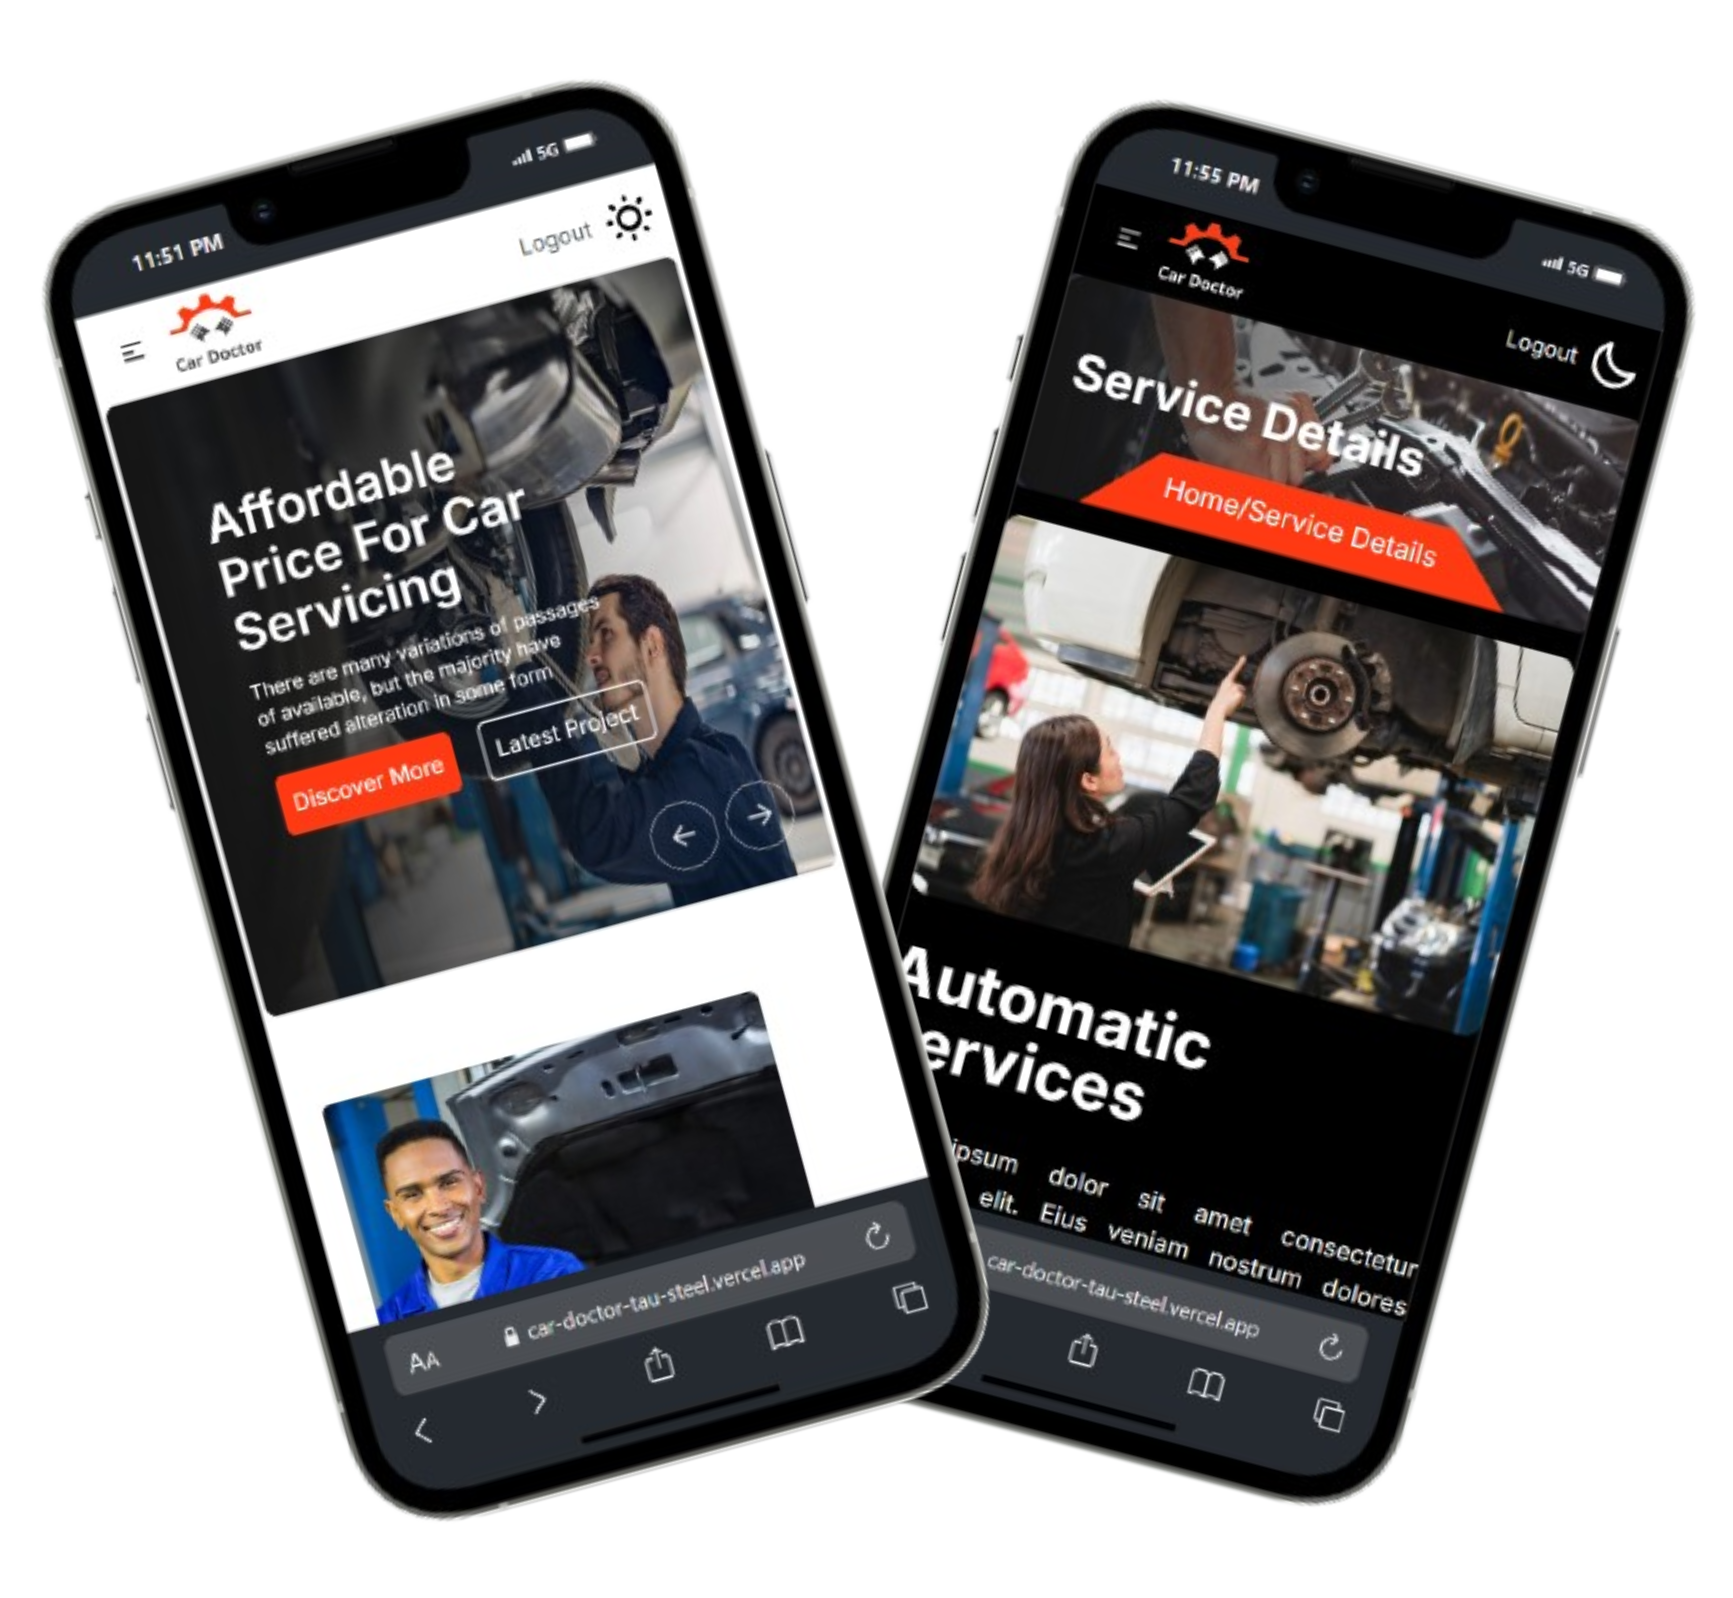 11:51 PM
5G
Logout
Car Doctor
Affordable
Price For Car
Servicing
There are many variations of passages
of available, but the majority have
suffered alteration in some form
Discover More
Latest Project
AA
car-doctor-tau-steel.vercel.app
11:55 PM
5G
Car Doctor
Logout
Service Details
Home/Service Details
Automatic
ervices
ipsum dolor sit amet consectetur
elit. Eius veniam nostrum dolores
car-doctor-tau-steel.vercel.app